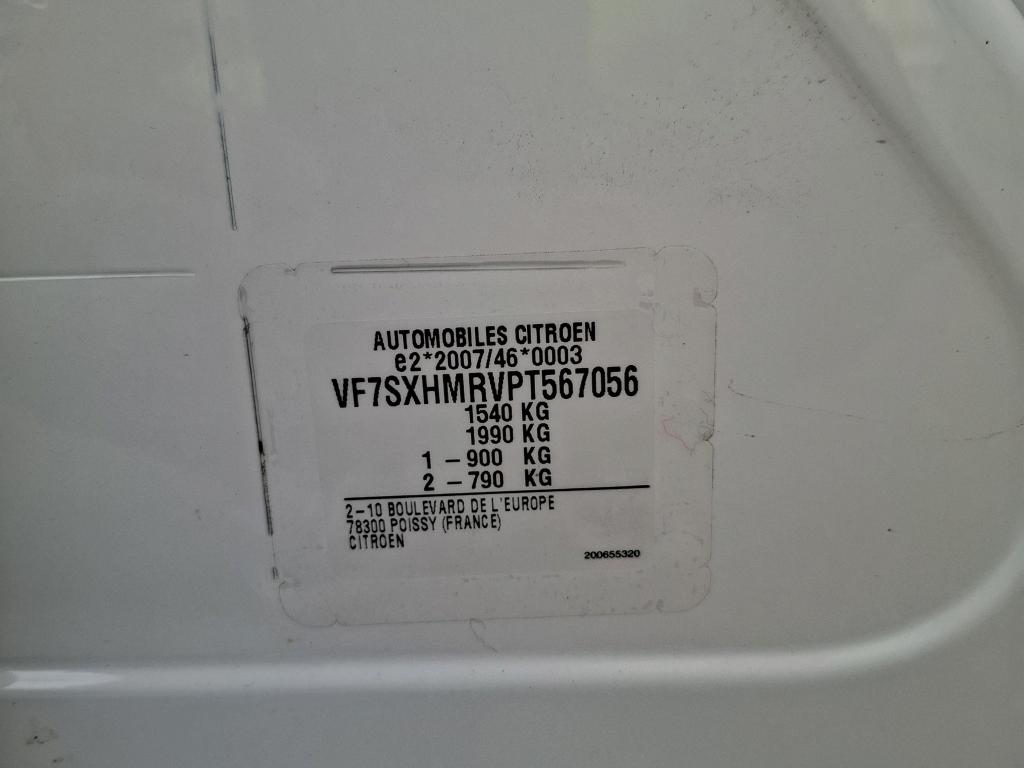 AUTOMOBILES CITROEN
e2*2007/46*0003
VF7SXHMRVPT567056
1540 KG
1990 KG
1 - 900 KG
2 - 790 KG
2-10 BOULEVARD DE L'EUROPE
78300 POISSY (FRANCE)
CITROEN
200655320